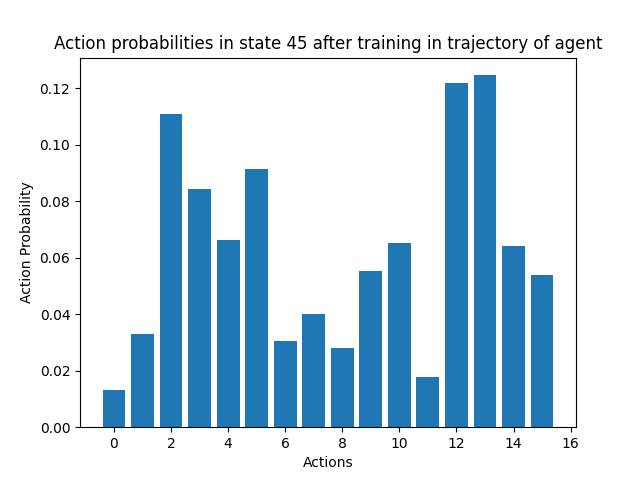 Action probabilities in state 45 after training in trajectory of agent
0.12
0.10
0.08
0.06
0.04
0.02
0.00
Action Probability
0 2 4 6 8 10 12 14 16
Actions